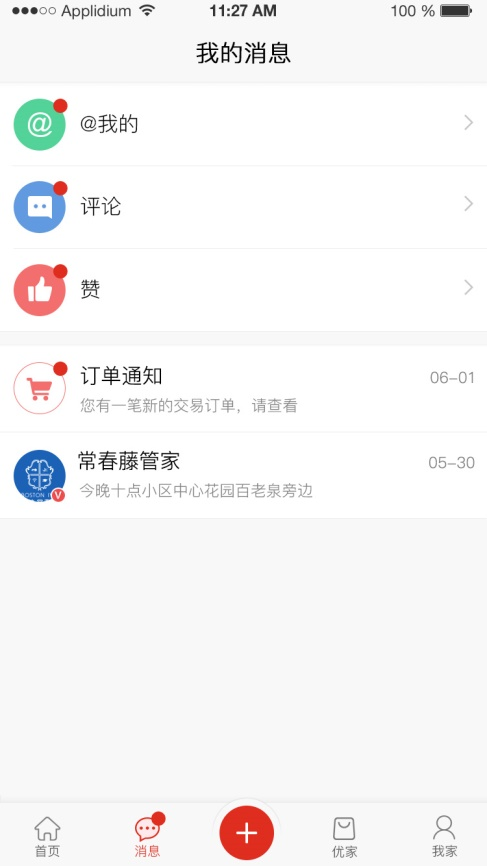 ●●●○○ Applidium 11:27 AM 100 %
我的消息
@
@我的
评论
赞
订单通知 06-01
您有一笔新的交易订单，请查看
常春藤管家 05-30
今晚十点小区中心花园百老泉旁边
BOSTON
V
首页 消息 优家 我家